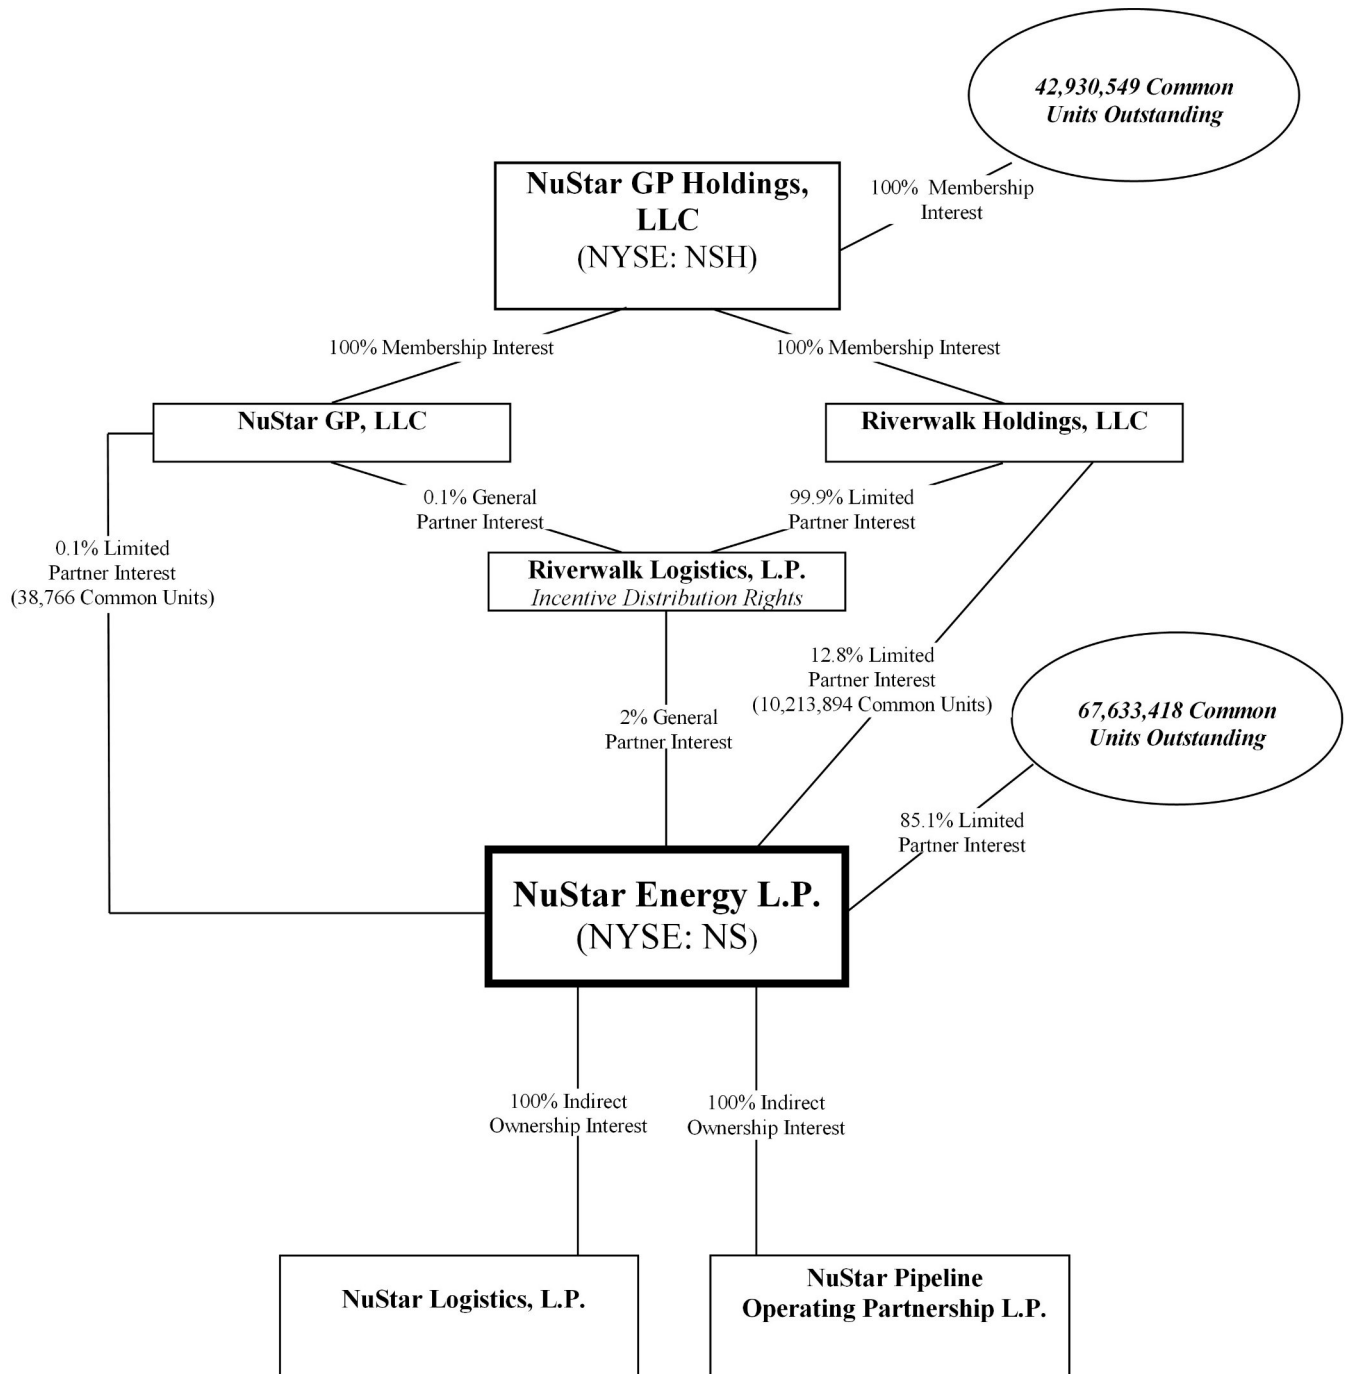 42,930,549 Common
Units Outstanding
NuStar GP Holdings,
LLC
(NYSE: NSH)
100% Membership
Interest
100% Membership Interest
100% Membership Interest
NuStar GP, LLC
Riverwalk Holdings, LLC
0.1% General
Partner Interest
99.9% Limited
Partner Interest
0.1% Limited
Partner Interest
(38,766 Common Units)
Riverwalk Logistics, L.P.
Incentive Distribution Rights
12.8% Limited
Partner Interest
(10,213,894 Common Units)
67,633,418 Common
Units Outstanding
2% General
Partner Interest
85.1% Limited
Partner Interest
NuStar Energy L.P.
(NYSE: NS)
100% Indirect
Ownership Interest
100% Indirect
Ownership Interest
NuStar Logistics, L.P.
NuStar Pipeline
Operating Partnership L.P.